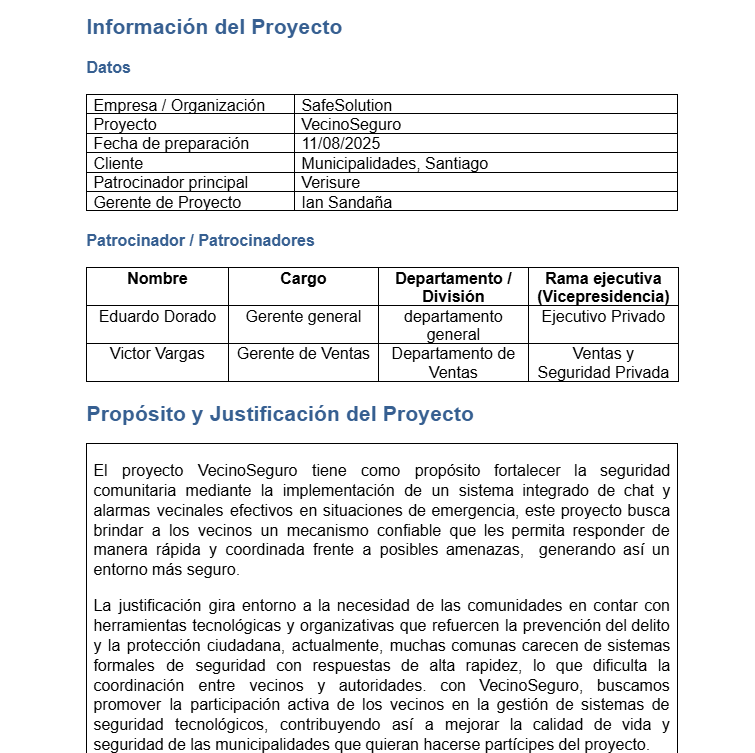 Información del Proyecto
Datos
Empresa / Organización SafeSolution
Proyecto VecinoSeguro
Fecha de preparación 11/08/2025
Cliente Municipalidades, Santiago
Patrocinador principal Verisure
Gerente de Proyecto Ian Sandaña
Patrocinador / Patrocinadores
Nombre Cargo Departamento / División Rama ejecutiva (Vicepresidencia)
Eduardo Dorado Gerente general departamento general Ejecutivo Privado
Victor Vargas Gerente de Ventas Departamento de Ventas Ventas y Seguridad Privada
Propósito y Justificación del Proyecto
El proyecto VecinoSeguro tiene como propósito fortalecer la seguridad
comunitaria mediante la implementación de un sistema integrado de chat y
alarmas vecinales efectivos en situaciones de emergencia, este proyecto busca
brindar a los vecinos un mecanismo confiable que les permita responder de
manera rápida y coordinada frente a posibles amenazas, generando así un
entorno más seguro.
La justificación gira entorno a la necesidad de las comunidades en contar con
herramientas tecnológicas y organizativas que refuercen la prevención del delito
y la protección ciudadana, actualmente, muchas comunas carecen de sistemas
formales de seguridad con respuestas de alta rapidez, lo que dificulta la
coordinación entre vecinos y autoridades. con VecinoSeguro, buscamos
promover la participación activa de los vecinos en la gestión de sistemas de
seguridad tecnológicos, contribuyendo así a mejorar la calidad de vida y
seguridad de las municipalidades que quieran hacerse partícipes del proyecto.